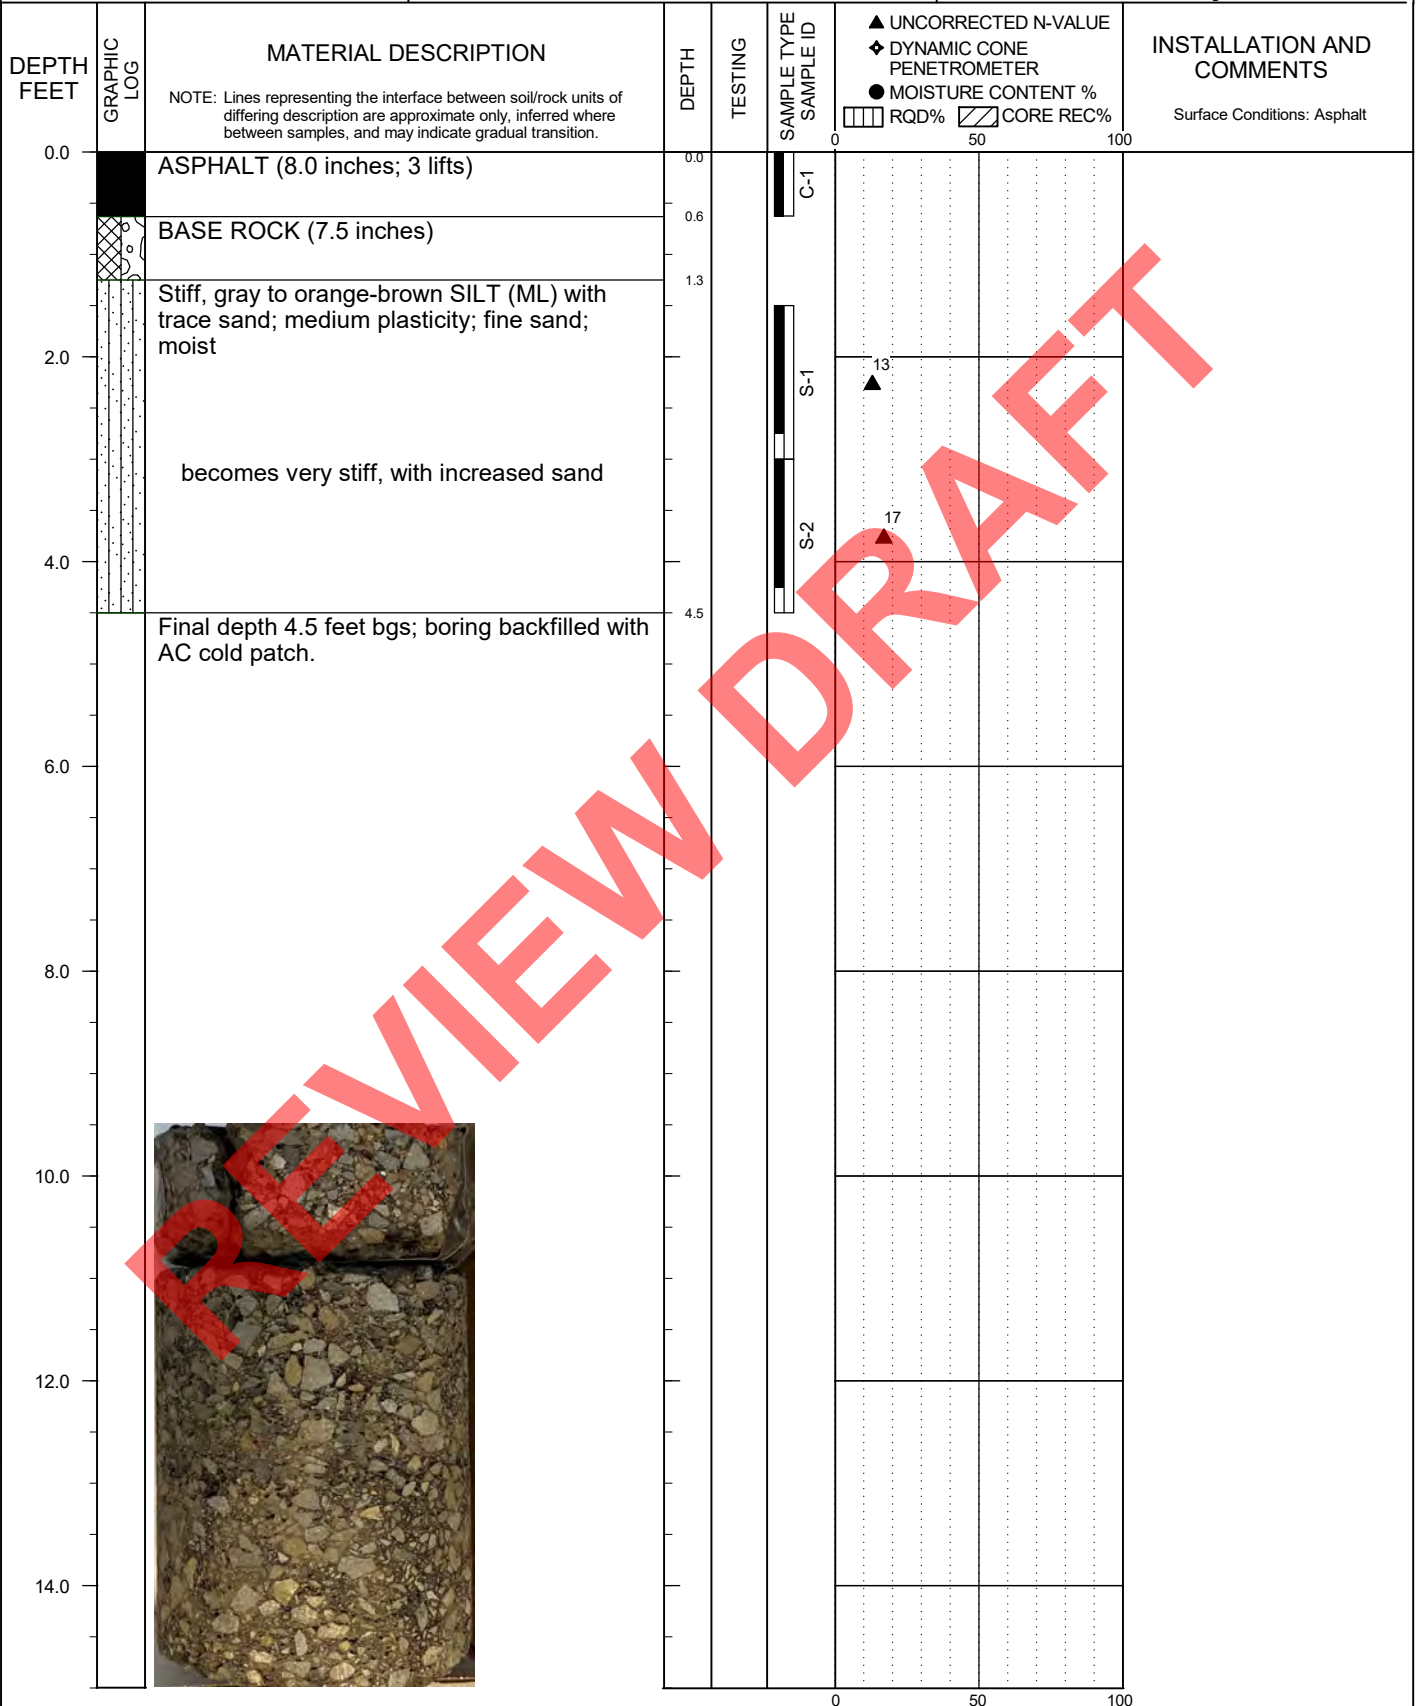 DEPTH
FEET
GRAPHIC
LOG
MATERIAL DESCRIPTION
NOTE: Lines representing the interface between soil/rock units of
differing description are approximate only, inferred where
between samples, and may indicate gradual transition.
DEPTH
TESTING
SAMPLE TYPE
SAMPLE ID
UNCORRECTED N-VALUE
DYNAMIC CONE
PENETROMETER
MOISTURE CONTENT %
RQD% CORE REC%
0 50 100
INSTALLATION AND
COMMENTS
Surface Conditions: Asphalt
0.0
ASPHALT (8.0 inches; 3 lifts)
0.0
C-1
0.6
BASE ROCK (7.5 inches)
1.3
Stiff, gray to orange-brown SILT (ML) with
trace sand; medium plasticity; fine sand;
moist
2.0
S-1
13
becomes very stiff, with increased sand
S-2
17
4.0
4.5
Final depth 4.5 feet bgs; boring backfilled with
AC cold patch.
6.0
8.0
10.0
12.0
14.0
0 50 100
REVIEW DRAFT